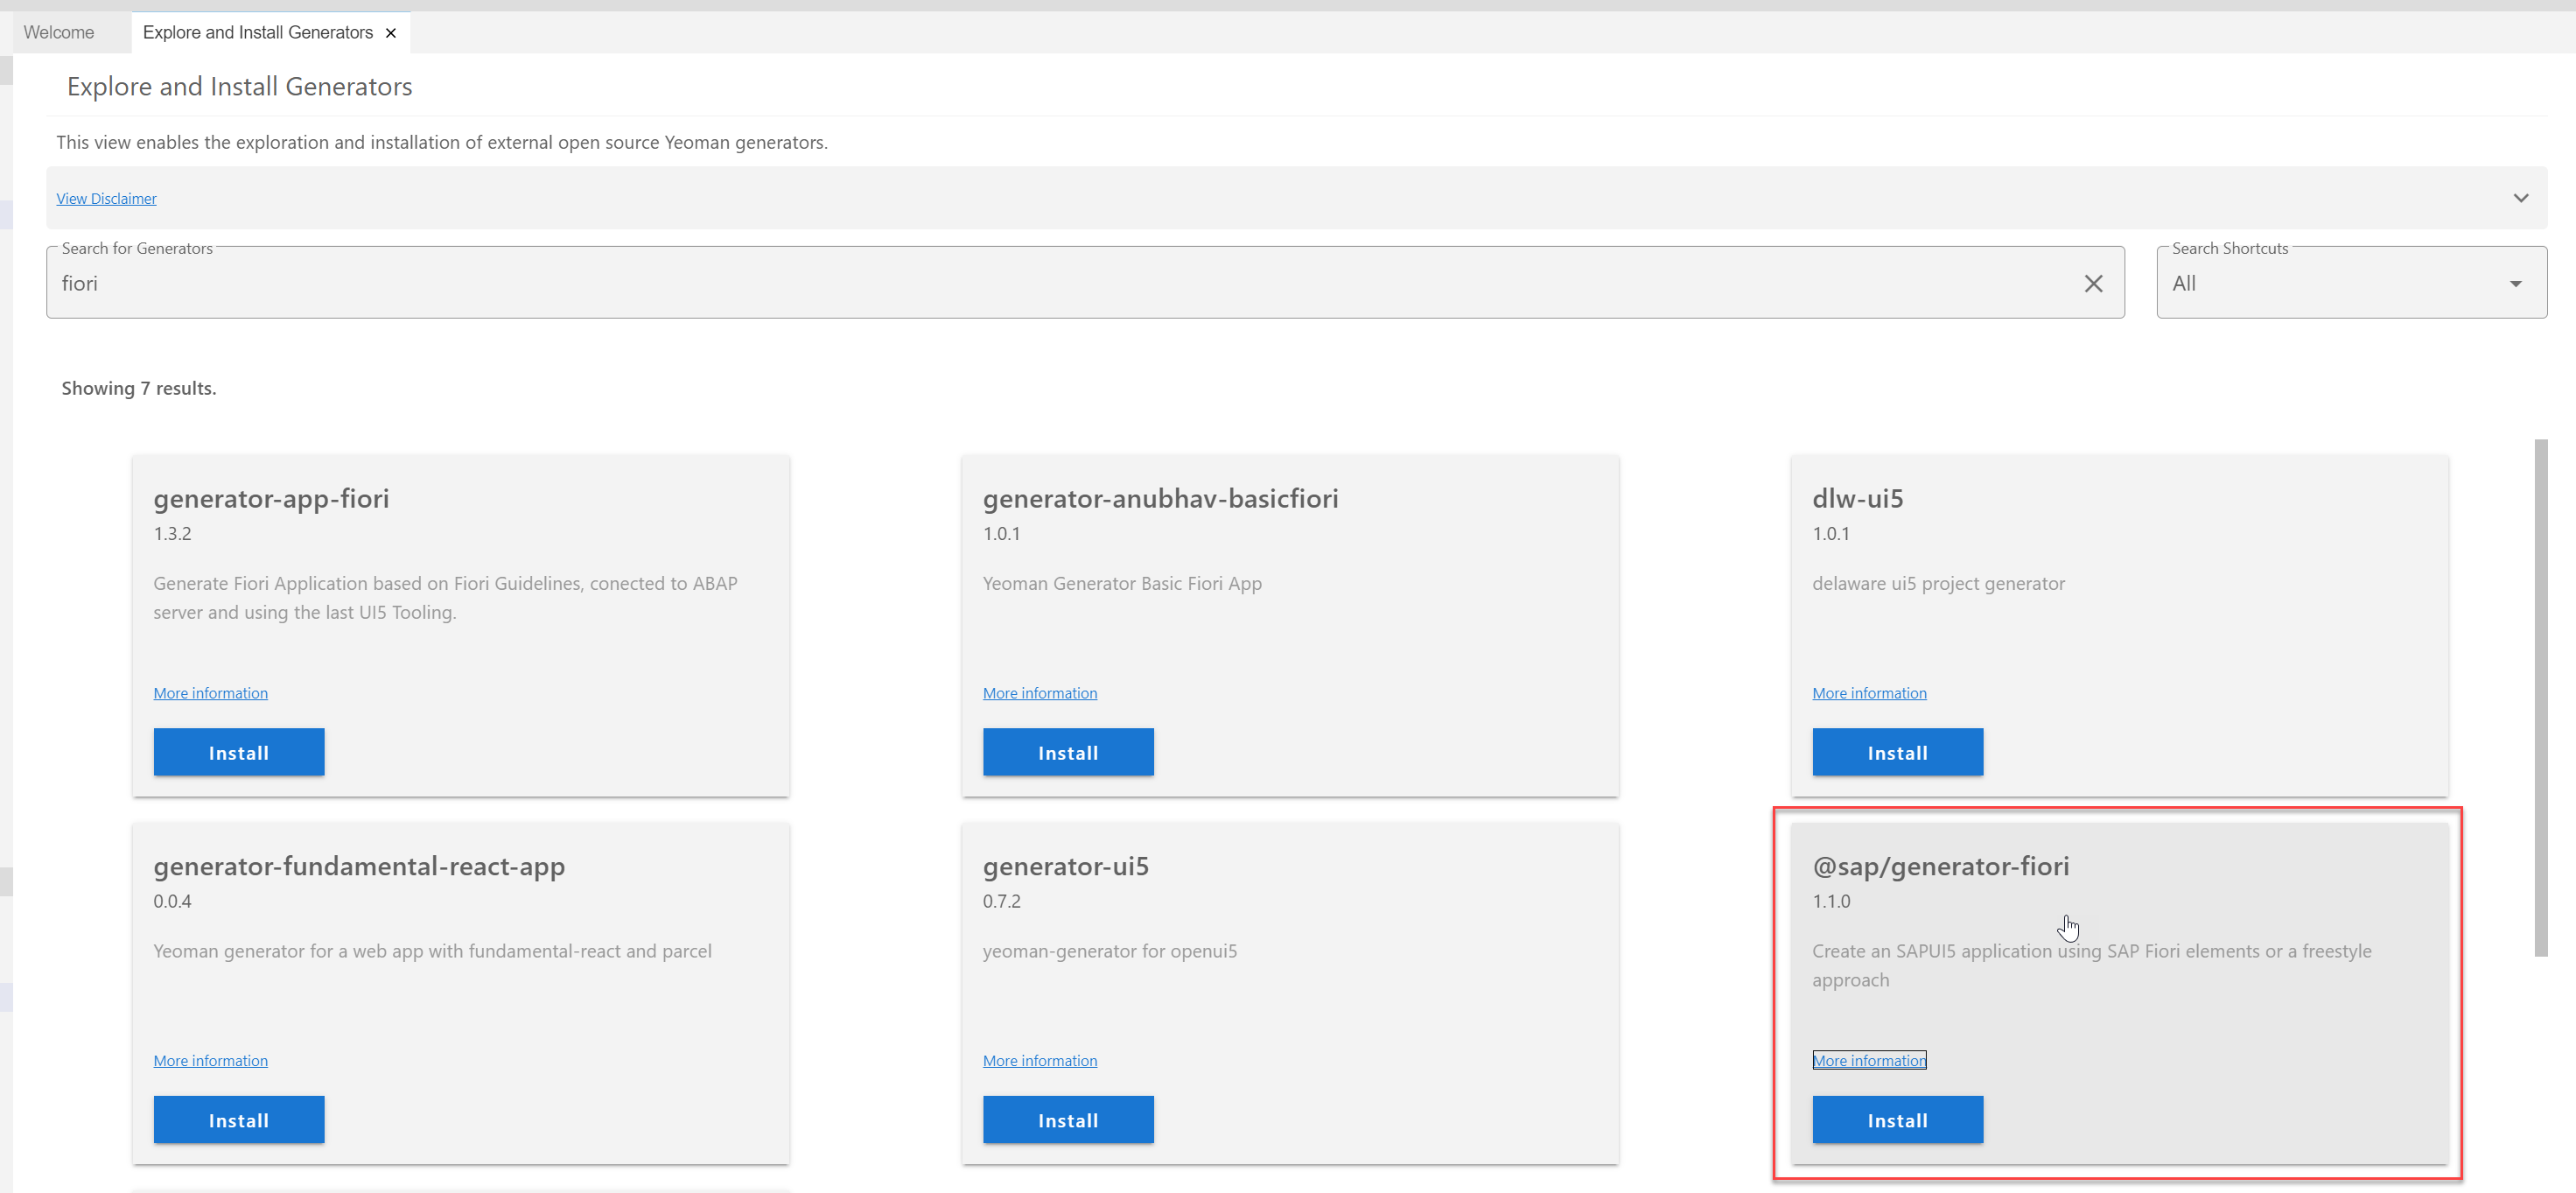 Welcome
Explore and Install Generators
Explore and Install Generators
This view enables the exploration and installation of external open source Yeoman generators.
View Disclaimer
Search for Generators
fiori
Search Shortcuts
All
Showing 7 results.
generator-app-fiori
1.3.2
Generate Fiori Application based on Fiori Guidelines, conected to ABAP
server and using the last UI5 Tooling.
More information
Install
generator-anubhav-basicfiori
1.0.1
Yeoman Generator Basic Fiori App
More information
Install
dlw-ui5
1.0.1
delaware ui5 project generator
More information
Install
generator-fundamental-react-app
0.0.4
Yeoman generator for a web app with fundamental-react and parcel
More information
Install
generator-ui5
0.7.2
yeoman-generator for openui5
More information
Install
@sap/generator-fiori
1.1.0
Create an SAPUI5 application using SAP Fiori elements or a freestyle
approach
More information
Install